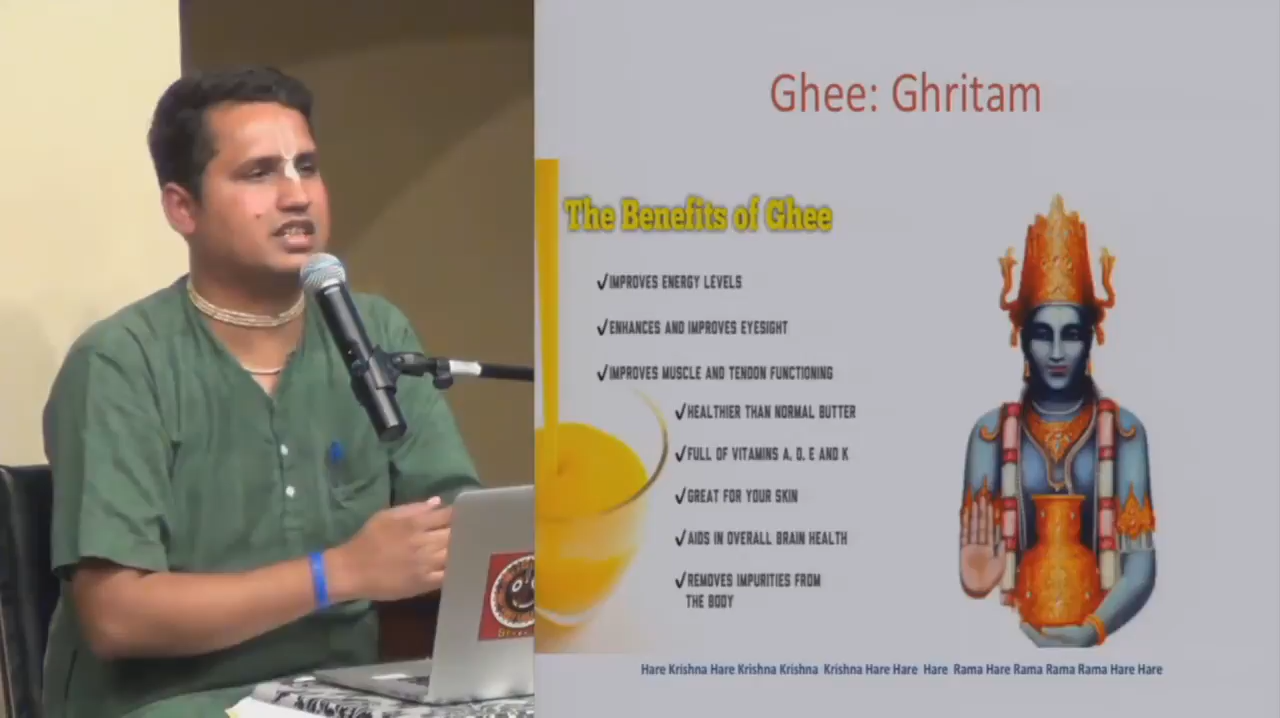 Ghee: Ghritam
The Benefits of Ghee
✓IMPROVES ENERGY LEVELS
✓ENHANCES AND IMPROVES EYESIGHT
✓IMPROVES MUSCLE AND TENDON FUNCTIONING
✓HEALTHIER THAN NORMAL BUTTER
✓FULL OF VITAMINS A, D, E AND K
✓GREAT FOR YOUR SKIN
✓AIDS IN OVERALL BRAIN HEALTH
✓REMOVES IMPURITIES FROM
THE BODY
Hare Krishna Hare Krishna Krishna Krishna Hare Hare Hare Rama Hare Rama Rama Rama Hare Hare